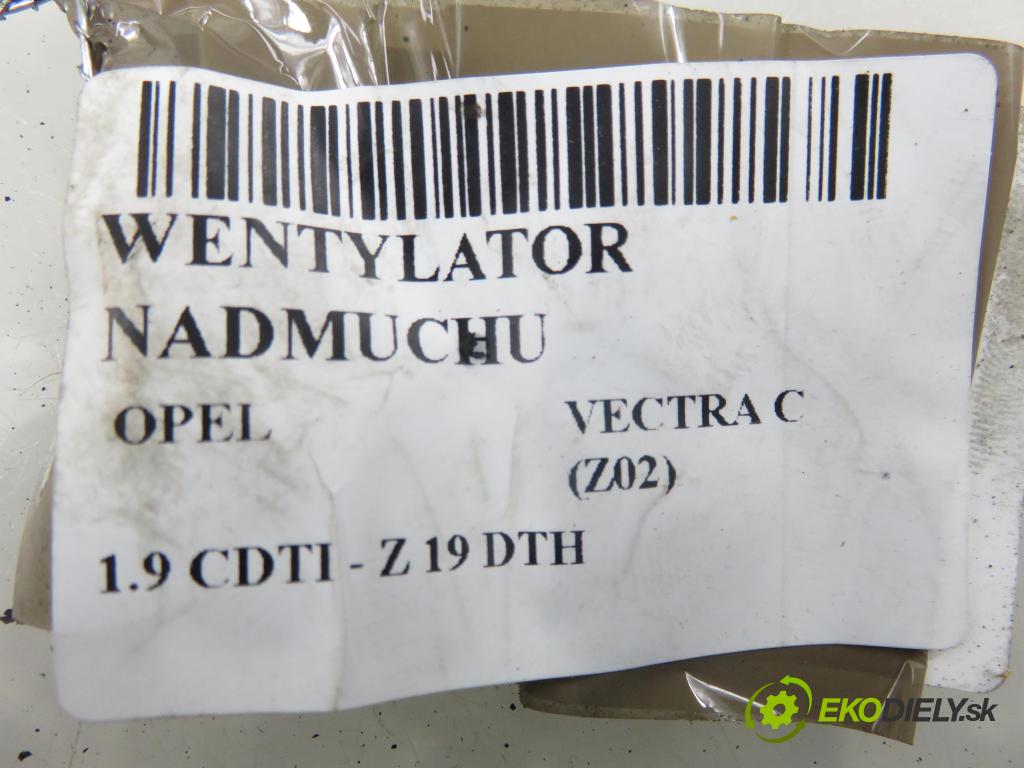 WENTYLATOR
NADMUCHU
OPEL VECTRA C
(Z02)
1.9 CDTI - Z 19 DTH
EKODIELY.sk